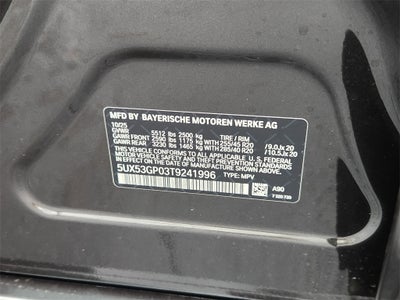 MFD BY BAYERISCHE MOTOREN WERKE AG
10/25
GVWR 5512 lbs 2500 kg TIRE / RIM
GAWR FRONT 2590 lbs 1175 kg 255/45 R20 / 9.0Jx 20
GAWR REAR 3230 lbs 1465 kg 285/40 R20 / 10.5Jx 20
THIS VEHICLE CONFORMS TO ALL APPLICABLE U.S. FEDERAL
MOTOR VEHICLE SAFETY AND THEFT PREVENTION STANDARDS
IN EFFECT ON THE DATE OF MANUFACTURE SHOWN ABOVE.
5UX53GP03T9241996 TYPE: MPV
A90